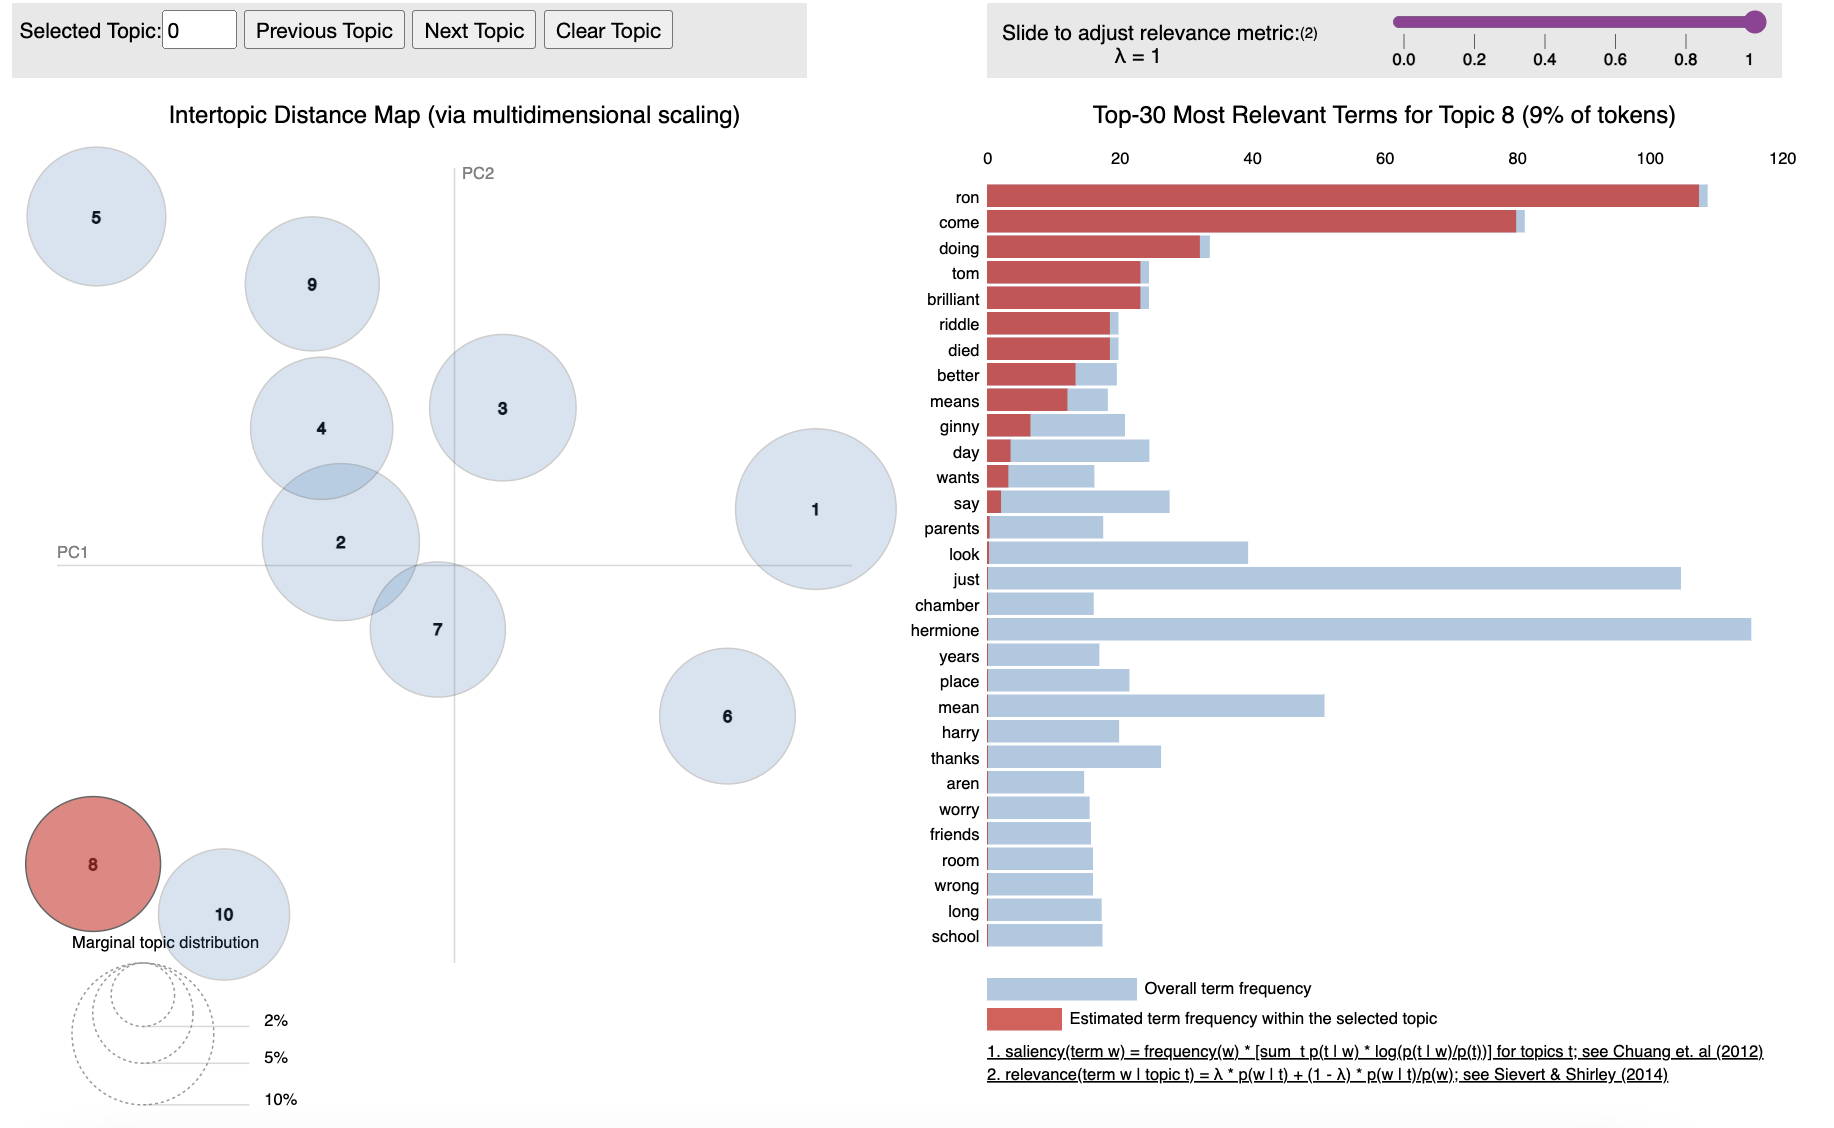 Selected Topic: 0 Previous Topic Next Topic Clear Topic
Slide to adjust relevance metric:(2)
λ = 1
0.0 0.2 0.4 0.6 0.8 1
Intertopic Distance Map (via multidimensional scaling)
PC2
PC1
5
9
4
3
2
1
7
6
8
10
Marginal topic distribution
2%
5%
10%
Top-30 Most Relevant Terms for Topic 8 (9% of tokens)
0 20 40 60 80 100 120
ron
come
doing
tom
brilliant
riddle
died
better
means
ginny
day
wants
say
parents
look
just
chamber
hermione
years
place
mean
harry
thanks
aren
worry
friends
room
wrong
long
school
Overall term frequency
Estimated term frequency within the selected topic
1. saliency(term w) = frequency(w) * [sum_t p(t | w) * log(p(t | w)/p(t))] for topics t; see Chuang et. al (2012)
2. relevance(term w | topic t) = λ * p(w | t) + (1 - λ) * p(w | t)/p(w); see Sievert & Shirley (2014)